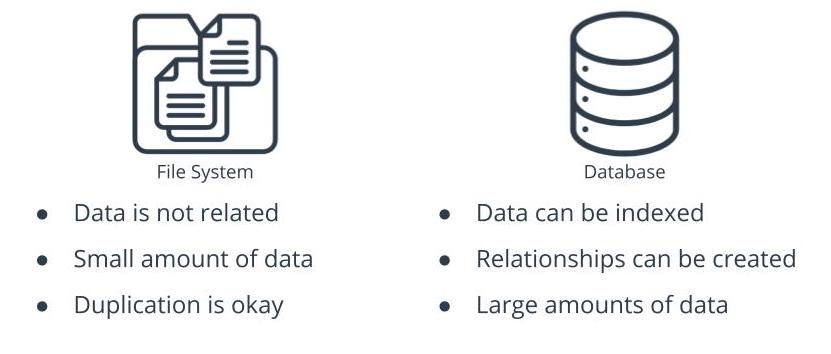 File System
● Data is not related
● Small amount of data
● Duplication is okay
Database
● Data can be indexed
● Relationships can be created
● Large amounts of data